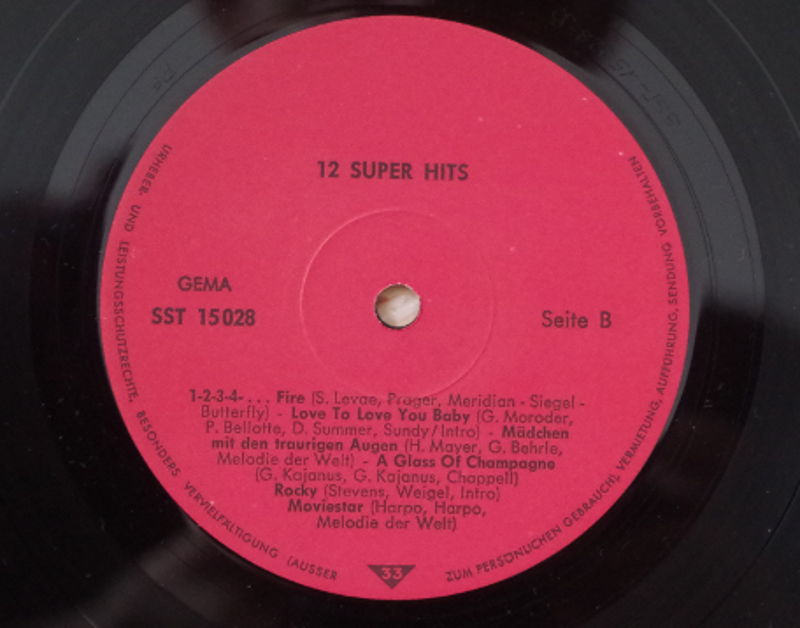 12 SUPER HITS
GEMA
SST 15028
Seite B
1-2-3-4-... Fire (S. Levae, Prager, Meridian - Siegel -
Butterfly) - Love To Love You Baby (G. Moroder,
P. Bellotte, D. Summer, Sundy/Intro) - Mädchen
mit den traurigen Augen (H. Mayer, G. Behrle,
Melodie der Welt) - A Glass Of Champagne
(G. Kajanus, G. Kajanus, Chappell)
Rocky (Stevens, Weigel, Intro)
Moviestar (Harpo, Harpo,
Melodie der Welt)
33
URHEBER- UND LEISTUNGSSCHUTZRECHTE, BESONDERS VERVIELFÄLTIGUNG (AUSSER ZUM PERSÖNLICHEN GEBRAUCH), VERMIETUNG, AUFFÜHRUNG, SENDUNG VORBEHALTEN